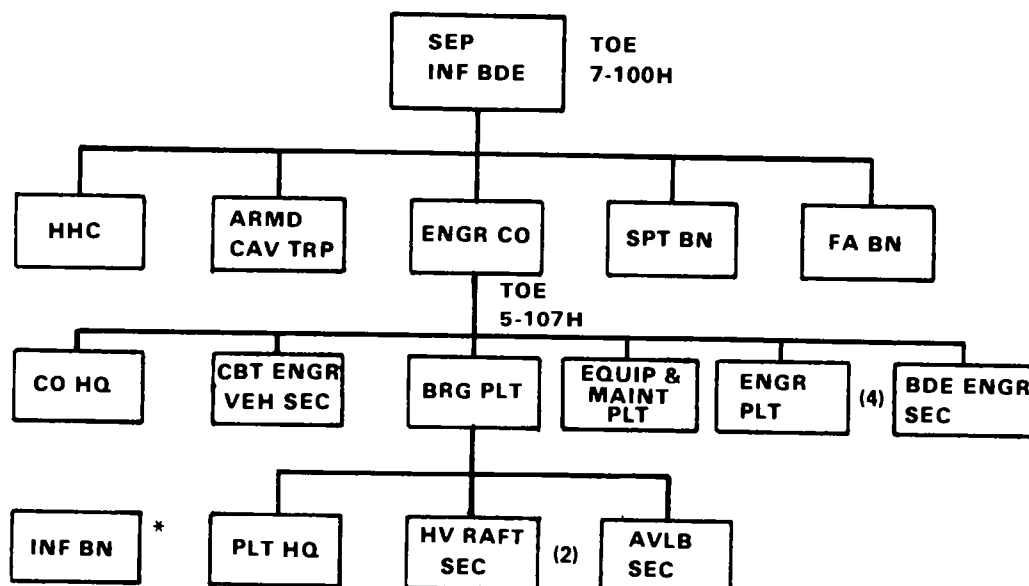 SEP
INF BDE
TOE
7-100H
HHC
ARMD
CAV TRP
ENGR CO
SPT BN
FA BN
TOE
5-107H
CO HQ
CBT ENGR
VEH SEC
BRG PLT
EQUIP &
MAINT
PLT
ENGR
PLT
(4)
BDE ENGR
SEC
INF BN
*
PLT HQ
HV RAFT
SEC
(2)
AVLB
SEC